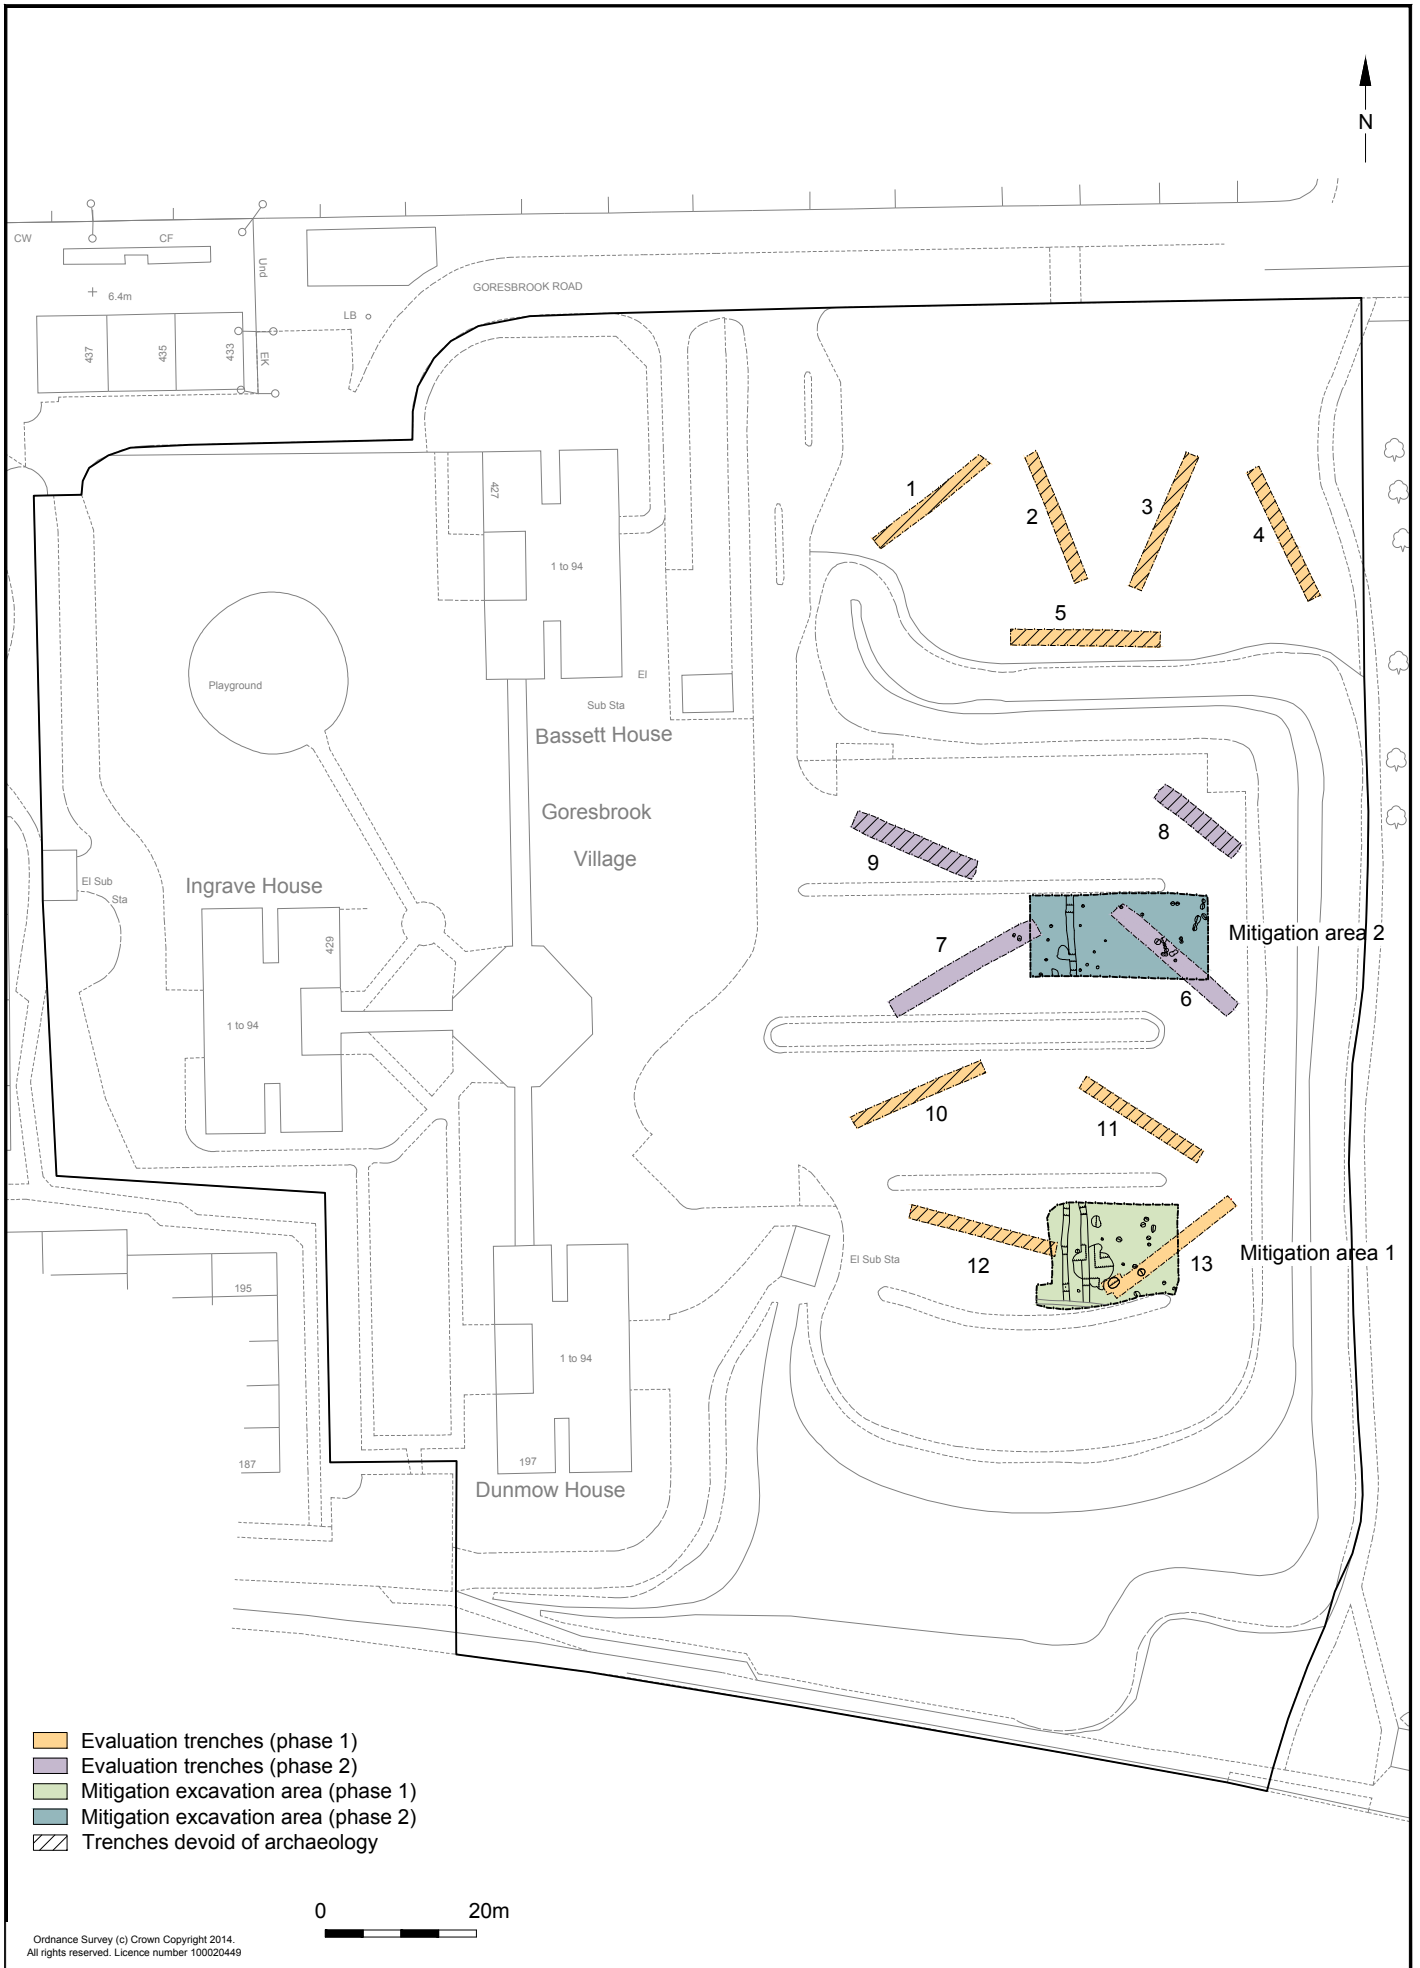 N
CW
CF
Und
6.4m
GORESBROOK ROAD
LB
437
435
433
EK
427
1
2
3
4
1 to 94
5
Playground
El
Sub Sta
Bassett House
Goresbrook
Village
8
9
El Sub
Sta
Ingrave House
429
7
Mitigation area 2
6
1 to 94
10
11
12
El Sub Sta
13
Mitigation area 1
195
1 to 94
187
197
Dunmow House
Evaluation trenches (phase 1)
Evaluation trenches (phase 2)
Mitigation excavation area (phase 1)
Mitigation excavation area (phase 2)
Trenches devoid of archaeology
0 20m
Ordnance Survey (c) Crown Copyright 2014.
All rights reserved. Licence number 100020449